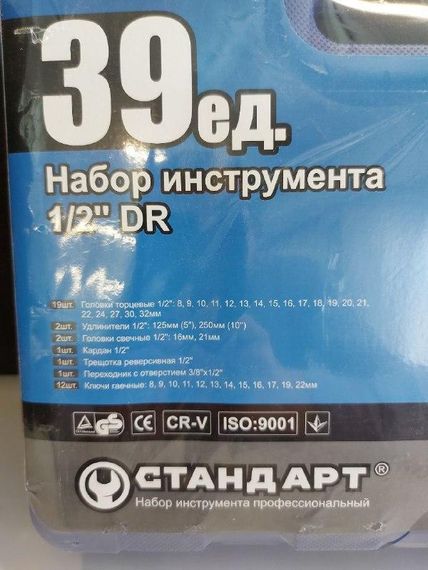 39ед.
Набор инструмента
1/2" DR
19шт. Головки торцевые 1/2": 8, 9, 10, 11, 12, 13, 14, 15, 16, 17, 18, 19, 20, 21,
22, 24, 27, 30, 32мм
2шт. Удлинители 1/2": 125мм (5"), 250мм (10")
2шт. Головки свечные 1/2": 16мм, 21мм
1шт. Кардан 1/2"
1шт. Трещотка реверсивная 1/2"
1шт. Переходник с отверстием 3/8"x1/2"
12шт. Ключи гаечные: 8, 9, 10, 11, 12, 13, 14, 15, 16, 17, 19, 22мм
GS CE CR-V ISO:9001
СТАНДАРТ®
Набор инструмента профессиональный